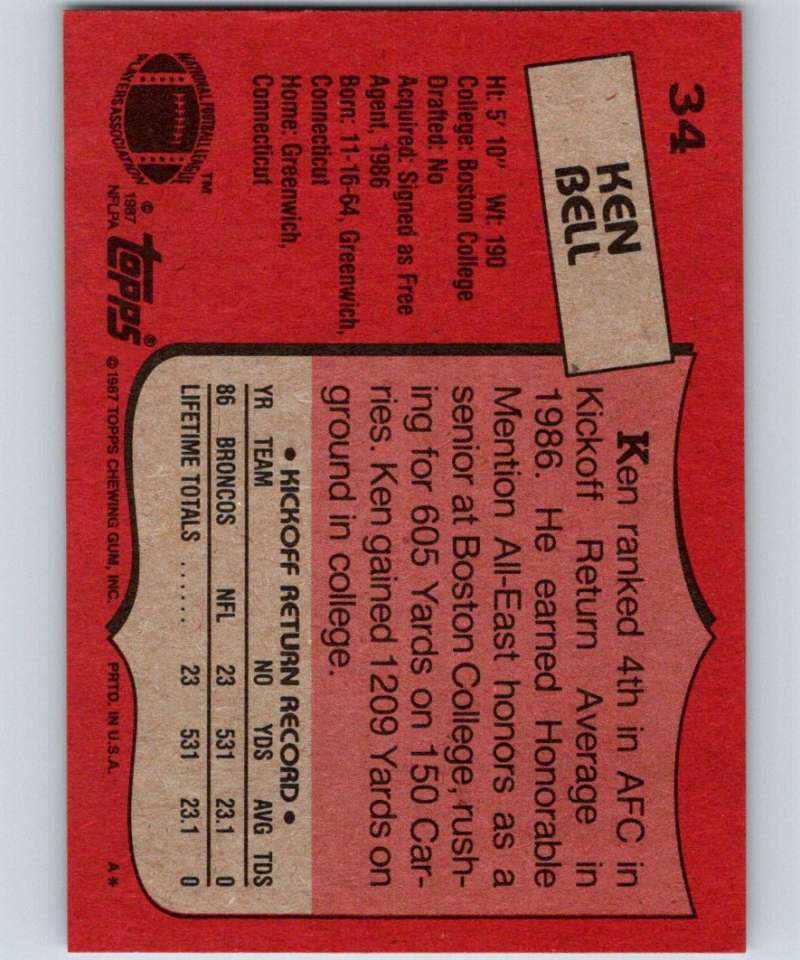 34
KEN
BELL
Ht: 5' 10" Wt: 190
College: Boston College
Drafted: No
Acquired: Signed as Free
Agent, 1986
Born: 11-16-64, Greenwich,
Connecticut
Home: Greenwich,
Connecticut
NATIONAL FOOTBALL LEAGUE
PLAYERS ASSOCIATION
™
© 1987
NFLPA
topps®
Ken ranked 4th in AFC in
Kickoff Return Average in
1986. He earned Honorable
Mention All-East honors as a
senior at Boston College, rush-
ing for 605 Yards on 150 Car-
ries. Ken gained 1209 Yards on
ground in college.
• KICKOFF RETURN RECORD •
YR TEAM NO YDS AVG TDS
86 BRONCOS NFL 23 531 23.1 0
LIFETIME TOTALS ...... 23 531 23.1 0
© 1987 TOPPS CHEWING GUM, INC. PRTD. IN U.S.A. A*